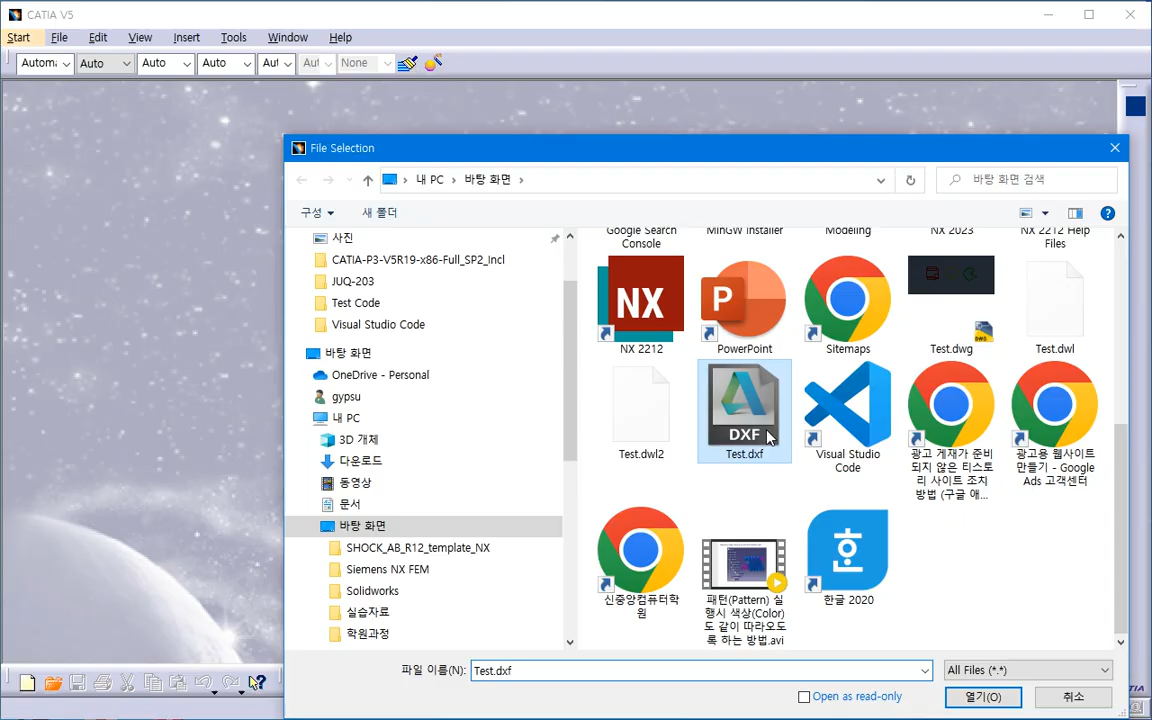 CATIA V5
Start File Edit View Insert Tools Window Help
Automa Auto Auto Auto Aut Aut None
File Selection
내 PC 바탕 화면 바탕 화면 검색
구성 새 폴더
사진
CATIA-P3-V5R19-x86-Full_SP2_Incl
JUQ-203
Test Code
Visual Studio Code
바탕 화면
OneDrive - Personal
gypsu
내 PC
3D 개체
다운로드
동영상
문서
바탕 화면
SHOCK_AB_R12_template_NX
Siemens NX FEM
Solidworks
실습자료
학원과정
Google Search
Console
MinGW Installer
Modeling
NX 2023
NX 2212 Help
Files
NX
NX 2212
P
PowerPoint
Sitemaps
DWG
Test.dwg
Test.dwl
Test.dwl2
DXF
Test.dxf
Visual Studio
Code
광고 게재가 준비
되지 않은 티스토
리 사이트 조치
방법 (구글 애...
광고용 웹사이트
만들기 - Google
Ads 고객센터
신중앙컴퓨터학
원
패턴(Pattern) 실
행시 색상(Color)
도 같이 따라오도
록 하는 방법.avi
한
한글 2020
파일 이름(N): Test.dxf All Files (*.*)
Open as read-only 열기(O) 취소